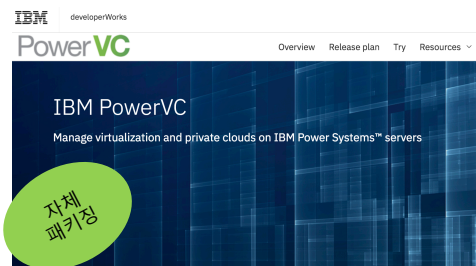 IBM developerWorks
PowerVC
Overview Release plan Try Resources
IBM PowerVC
Manage virtualization and private clouds on IBM Power Systems™ servers
자체
패키징